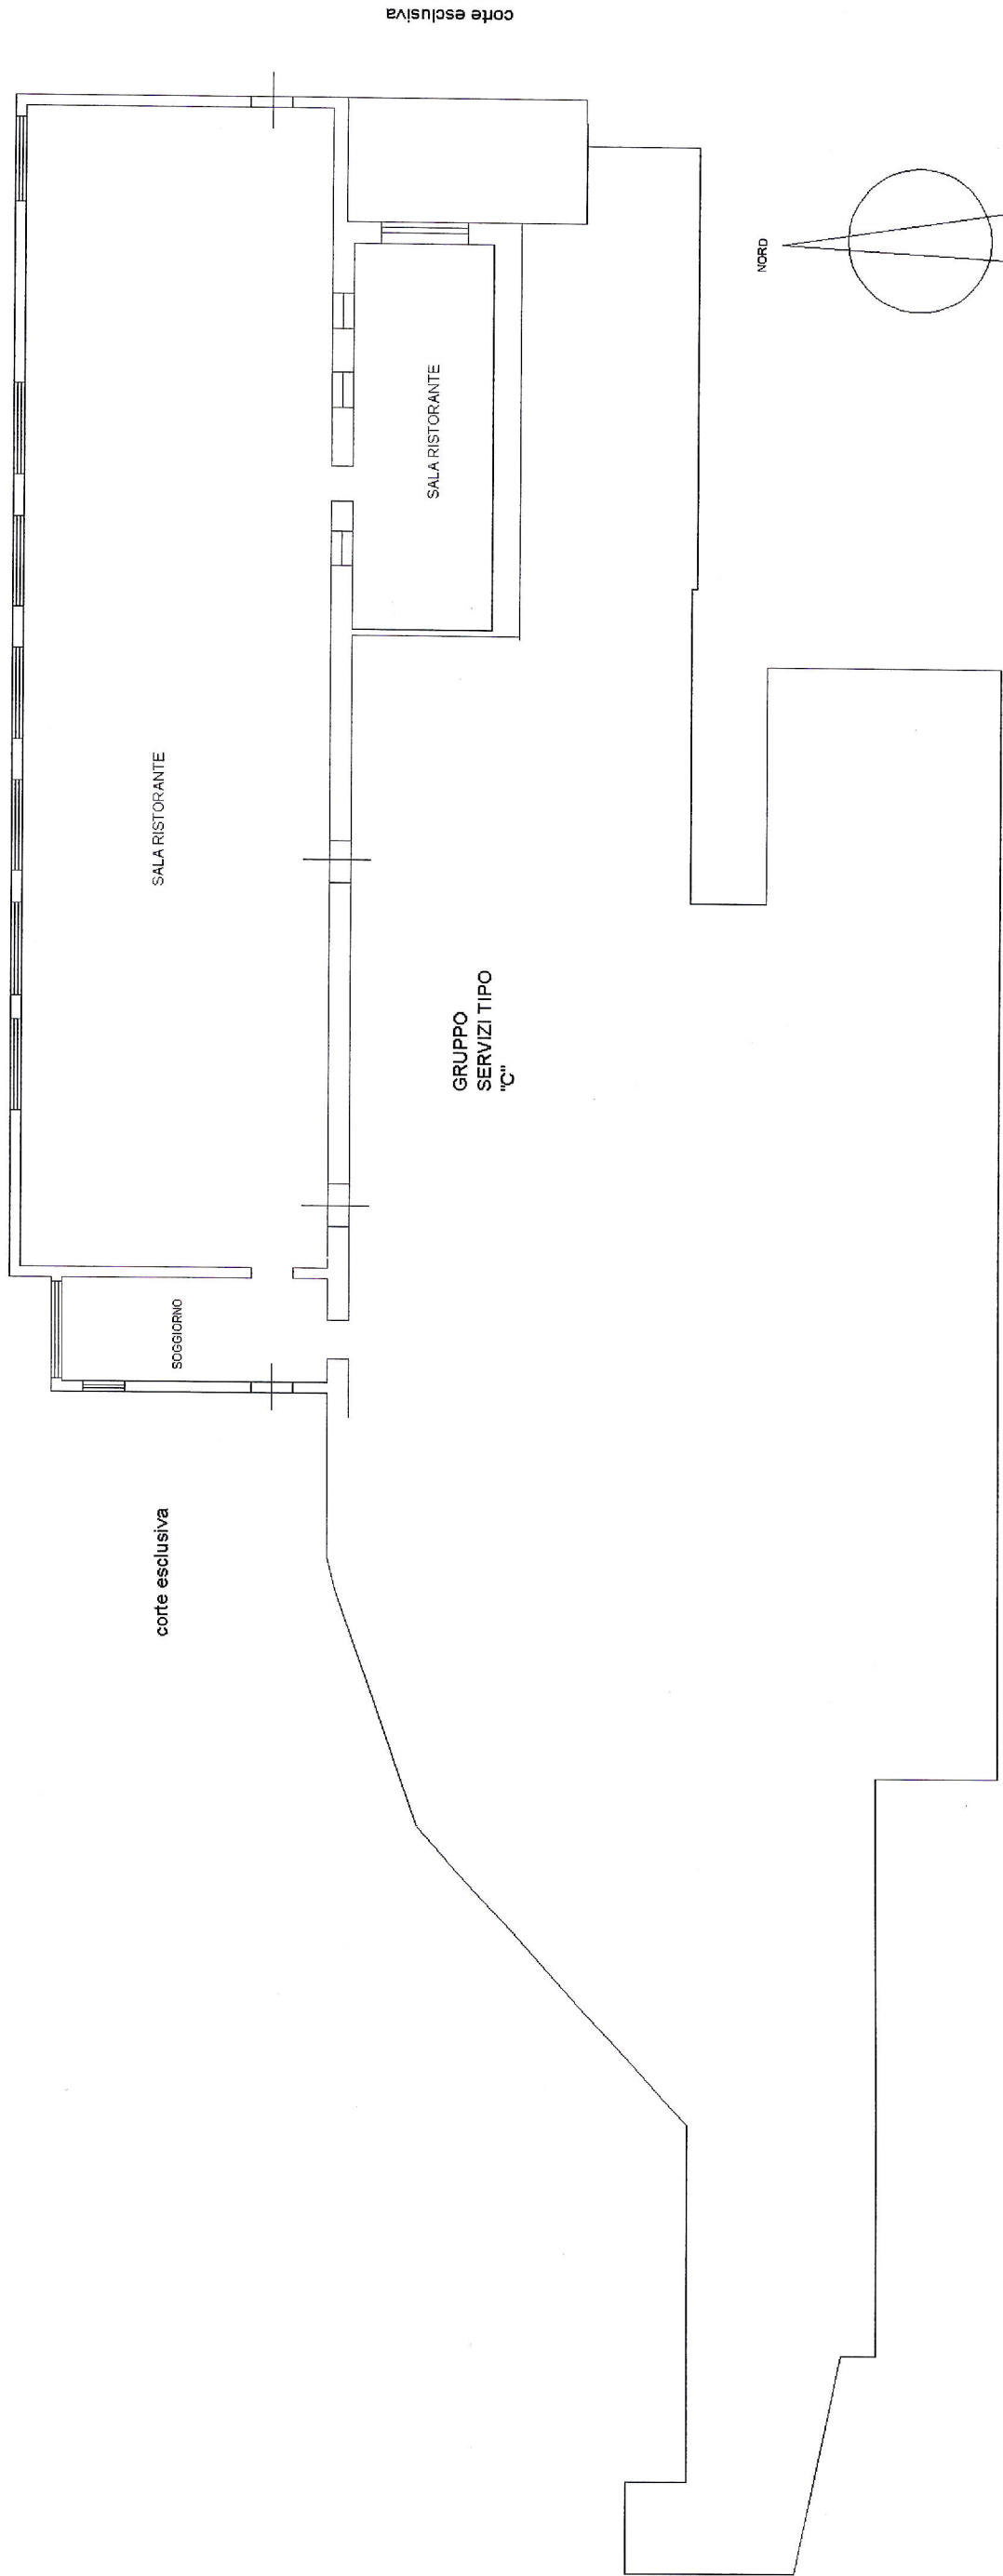 corte esclusiva
NORD
SALA RISTORANTE
SALA RISTORANTE
GRUPPO
SERVIZI TIPO
"C"
SOGGIORNO
corte esclusiva